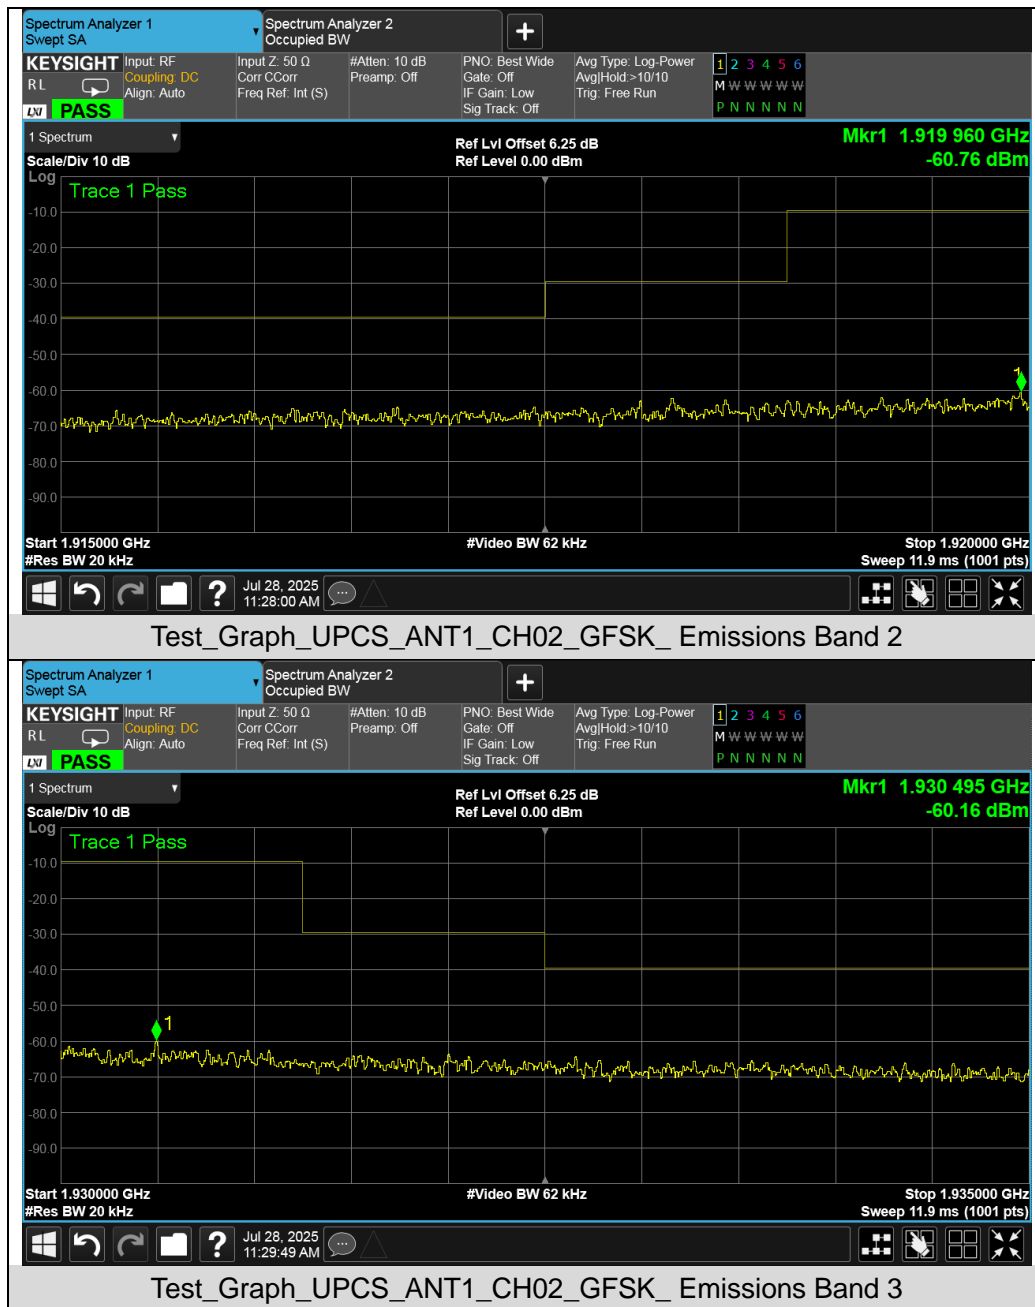 Spectrum Analyzer 1
Swept SA
Spectrum Analyzer 2
Occupied BW
KEYSIGHT
RL
LXI PASS
Input: RF
Coupling: DC
Align: Auto
Input Z: 50 Ω
Corr CCorr
Freq Ref: Int (S)
#Atten: 10 dB
Preamp: Off
PNO: Best Wide
Gate: Off
IF Gain: Low
Sig Track: Off
Avg Type: Log-Power
Avg|Hold:>10/10
Trig: Free Run
1 2 3 4 5 6
M W W W W W
P N N N N N
1 Spectrum
Scale/Div 10 dB
Ref Lvl Offset 6.25 dB
Ref Level 0.00 dBm
Mkr1 1.919 960 GHz
-60.76 dBm
Log
Trace 1 Pass
-10.0
-20.0
-30.0
-40.0
-50.0
-60.0
-70.0
-80.0
-90.0
1
Start 1.915000 GHz
#Res BW 20 kHz
#Video BW 62 kHz
Stop 1.920000 GHz
Sweep 11.9 ms (1001 pts)
?
Jul 28, 2025
11:28:00 AM
Test_Graph_UPCS_ANT1_CH02_GFSK_ Emissions Band 2
Spectrum Analyzer 1
Swept SA
Spectrum Analyzer 2
Occupied BW
KEYSIGHT
RL
LXI PASS
Input: RF
Coupling: DC
Align: Auto
Input Z: 50 Ω
Corr CCorr
Freq Ref: Int (S)
#Atten: 10 dB
Preamp: Off
PNO: Best Wide
Gate: Off
IF Gain: Low
Sig Track: Off
Avg Type: Log-Power
Avg|Hold:>10/10
Trig: Free Run
1 2 3 4 5 6
M W W W W W
P N N N N N
1 Spectrum
Scale/Div 10 dB
Ref Lvl Offset 6.25 dB
Ref Level 0.00 dBm
Mkr1 1.930 495 GHz
-60.16 dBm
Log
Trace 1 Pass
-10.0
-20.0
-30.0
-40.0
-50.0
-60.0
-70.0
-80.0
-90.0
1
Start 1.930000 GHz
#Res BW 20 kHz
#Video BW 62 kHz
Stop 1.935000 GHz
Sweep 11.9 ms (1001 pts)
?
Jul 28, 2025
11:29:49 AM
Test_Graph_UPCS_ANT1_CH02_GFSK_ Emissions Band 3